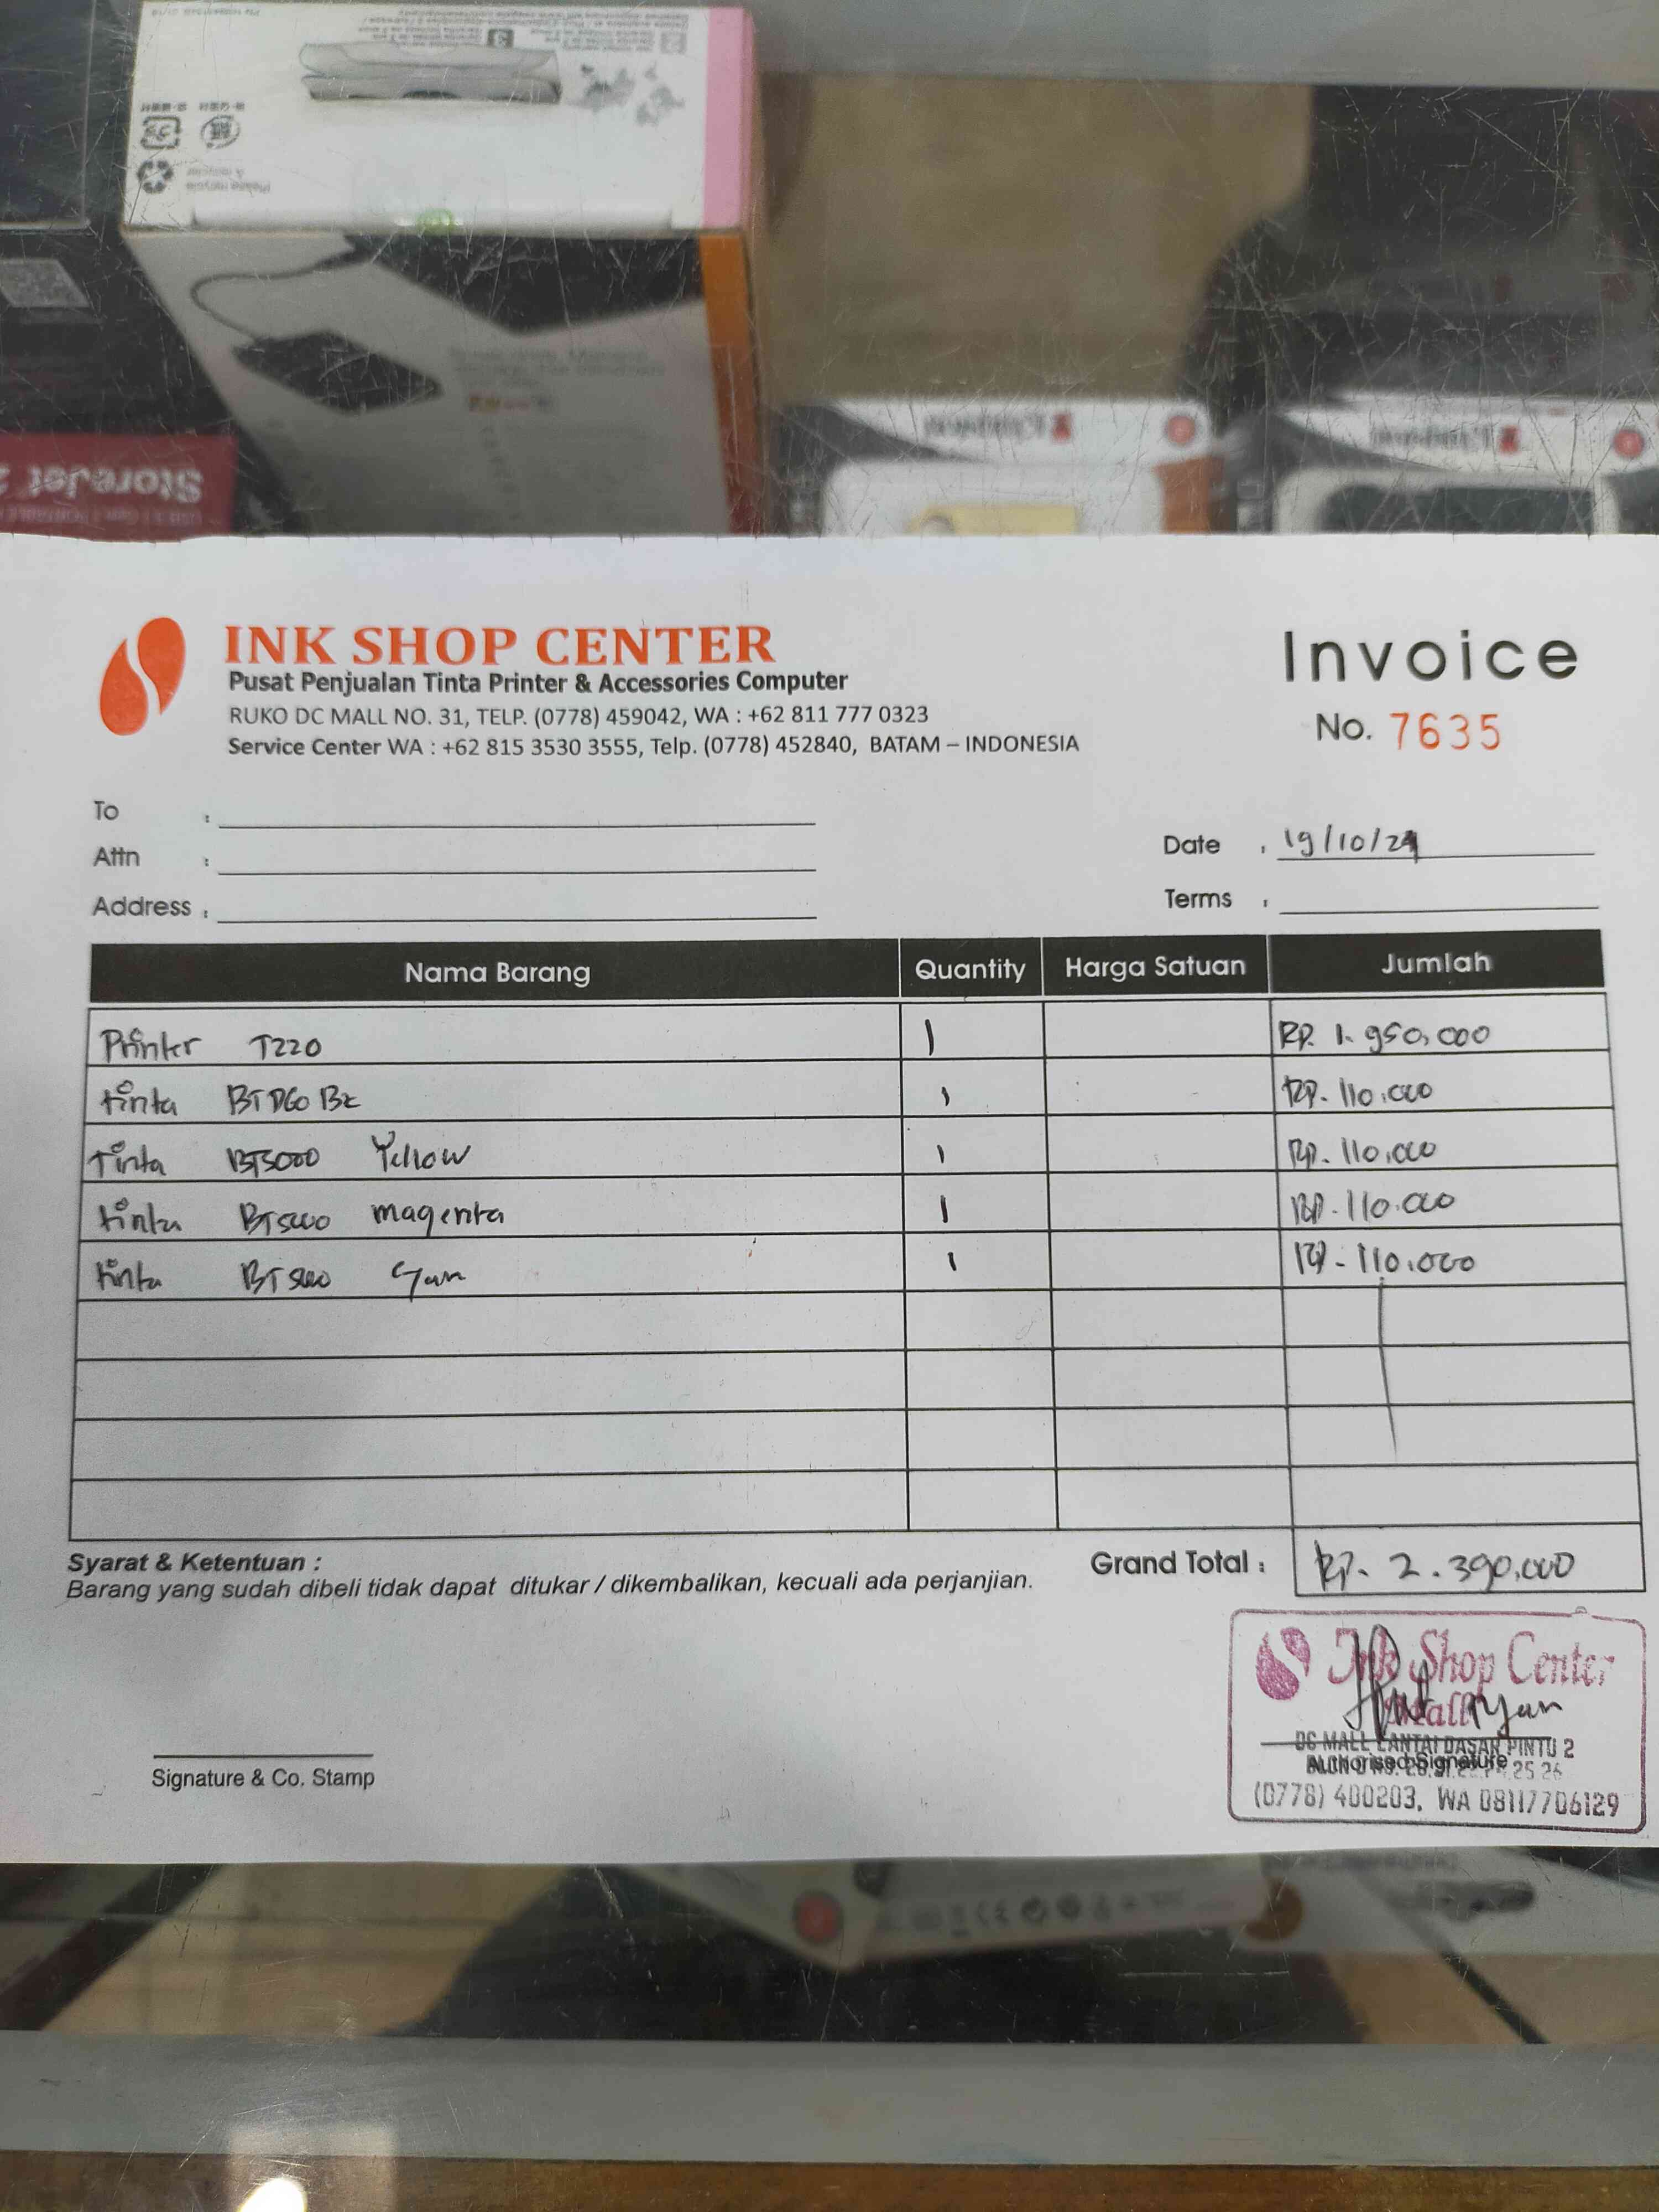 StoreJet 2
INK SHOP CENTER
Pusat Penjualan Tinta Printer & Accessories Computer
RUKO DC MALL NO. 31, TELP. (0778) 459042, WA : +62 811 777 0323
Service Center WA : +62 815 3530 3555, Telp. (0778) 452840, BATAM – INDONESIA
Invoice
No. 7635
To :
Attn :
Address :
Date : 19/10/24
Terms :
Nama Barang Quantity Harga Satuan Jumlah
Printer T220 1 RP. 1.950.000
tinta BTD60 BK 1 RP. 110.000
Tinta BT5000 Yellow 1 RP. 110.000
tinta BT5000 magenta 1 RP. 110.000
tinta BT5000 Cyan 1 RP. 110.000
Syarat & Ketentuan :
Barang yang sudah dibeli tidak dapat ditukar / dikembalikan, kecuali ada perjanjian.
Grand Total : RP. 2.390.000
Signature & Co. Stamp
Ink Shop Center
Mall
DC MALL LANTAI DASAR PINTU 2
Authorised Signature
25 26
(0778) 400203, WA 08117706129